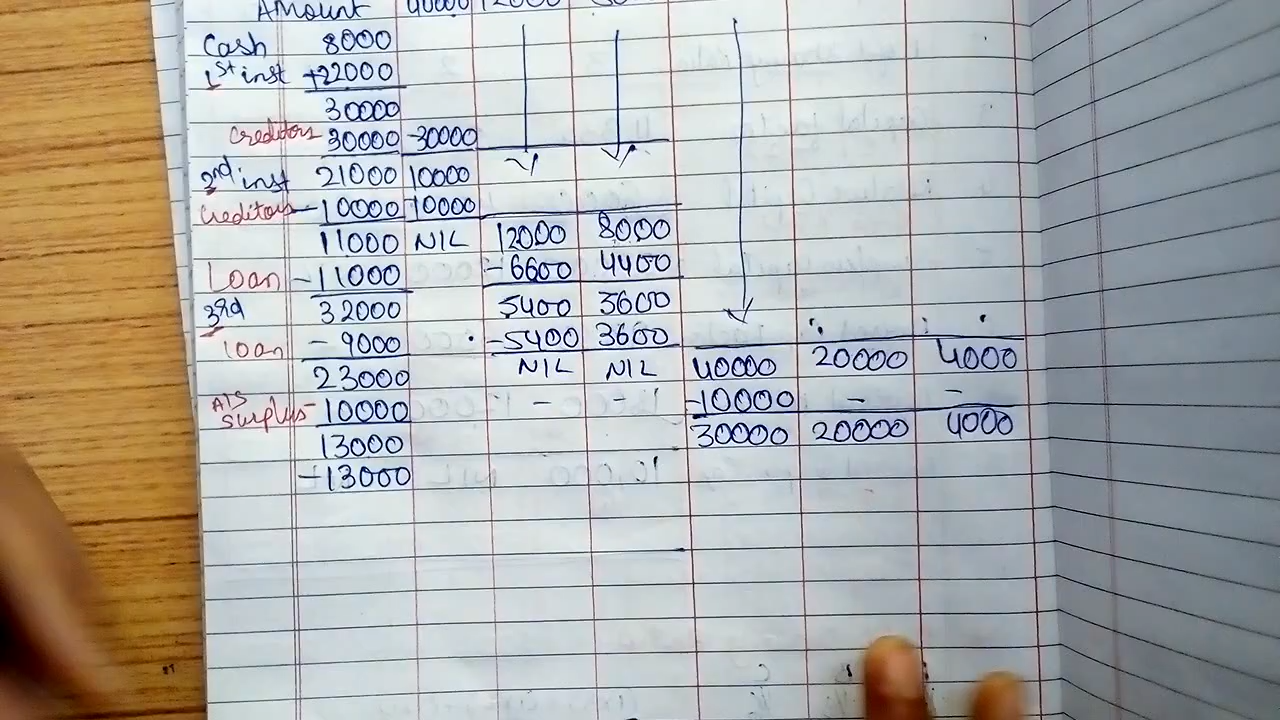 Amount 40000 12000
Cash 8000
1st inst +22000
30000
Creditors 30000 -30000
2nd inst 21000 10000
Creditors - 10000 10000
11000 NIL 12000 8000
Loan -11000 -6600 4400
3rd 32000 5400 3600
loan - 9000 -5400 3600
23000 NIL NIL 40000 20000 4000
A's surplus - 10000 - - -10000 - -
13000 30000 20000 4000
-13000